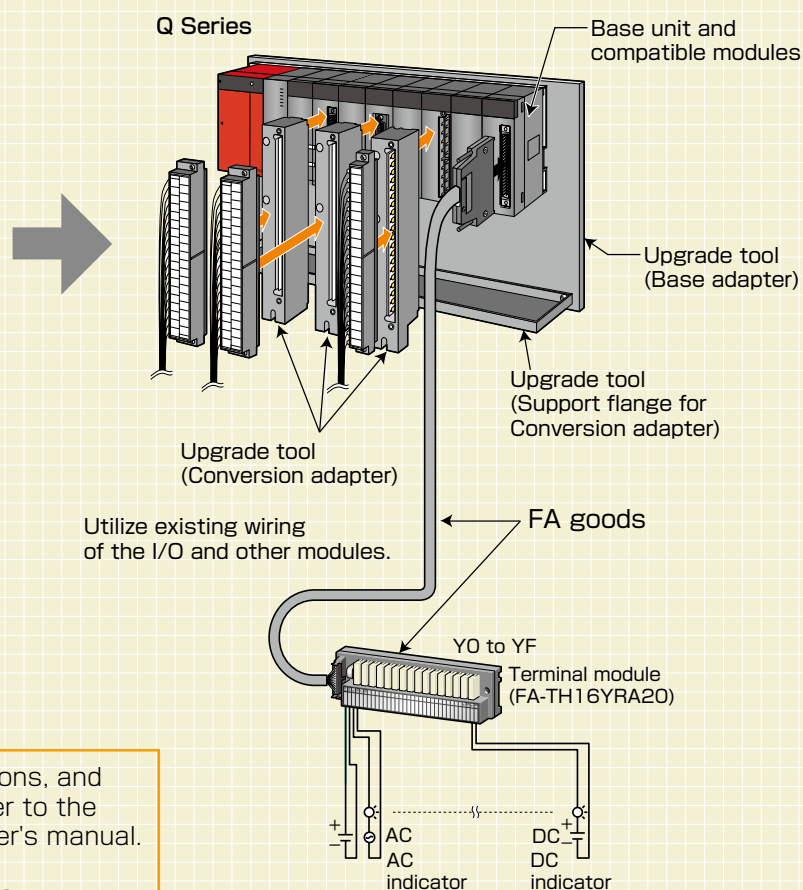 Q Series
Base unit and
compatible modules
Upgrade tool
(Base adapter)
Upgrade tool
(Support flange for
Conversion adapter)
Upgrade tool
(Conversion adapter)
Utilize existing wiring
of the I/O and other modules.
FA goods
Y0 to YF
Terminal module
(FA-TH16YRA20)
+
−
AC
AC
indicator
DC
+
−
DC
indicator
ons, and
er to the
er's manual.